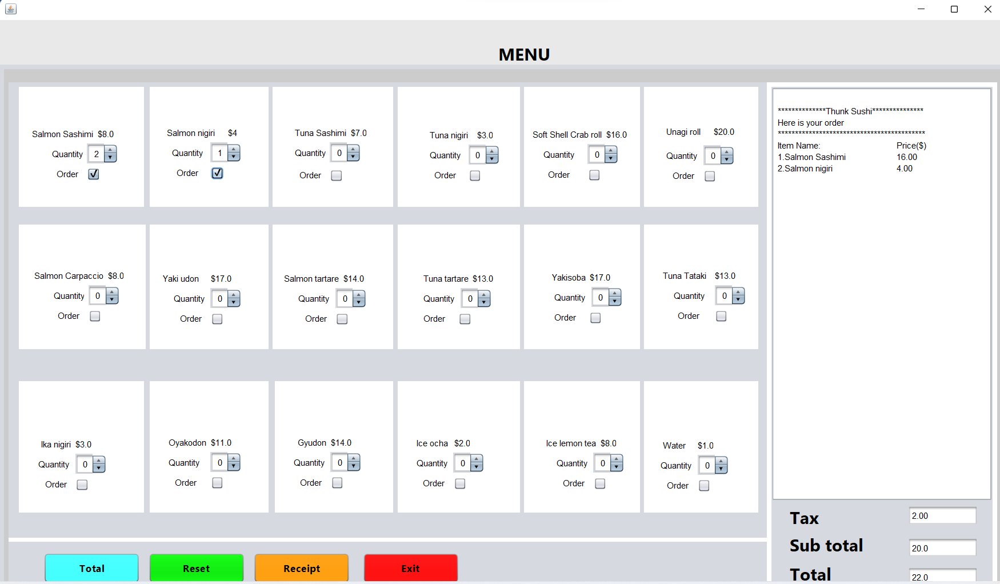 MENU
Salmon Sashimi $8.0
Quantity 2
Order
Salmon nigiri $4
Quantity 1
Order
Tuna Sashimi $7.0
Quantity 0
Order
Tuna nigiri $3.0
Quantity 0
Order
Soft Shell Crab roll $16.0
Quantity 0
Order
Unagi roll $20.0
Quantity 0
Order
Salmon Carpaccio $8.0
Quantity 0
Order
Yaki udon $17.0
Quantity 0
Order
Salmon tartare $14.0
Quantity 0
Order
Tuna tartare $13.0
Quantity 0
Order
Yakisoba $17.0
Quantity 0
Order
Tuna Tataki $13.0
Quantity 0
Order
Ika nigiri $3.0
Quantity 0
Order
Oyakodon $11.0
Quantity 0
Order
Gyudon $14.0
Quantity 0
Order
Ice ocha $2.0
Quantity 0
Order
Ice lemon tea $8.0
Quantity 0
Order
Water $1.0
Quantity 0
Order
**************Thunk Sushi***************
Here is your order
*******************************************
Item Name: Price($)
1.Salmon Sashimi 16.00
2.Salmon nigiri 4.00
Tax 2.00
Sub total 20.0
Total 22.0
Total Reset Receipt Exit